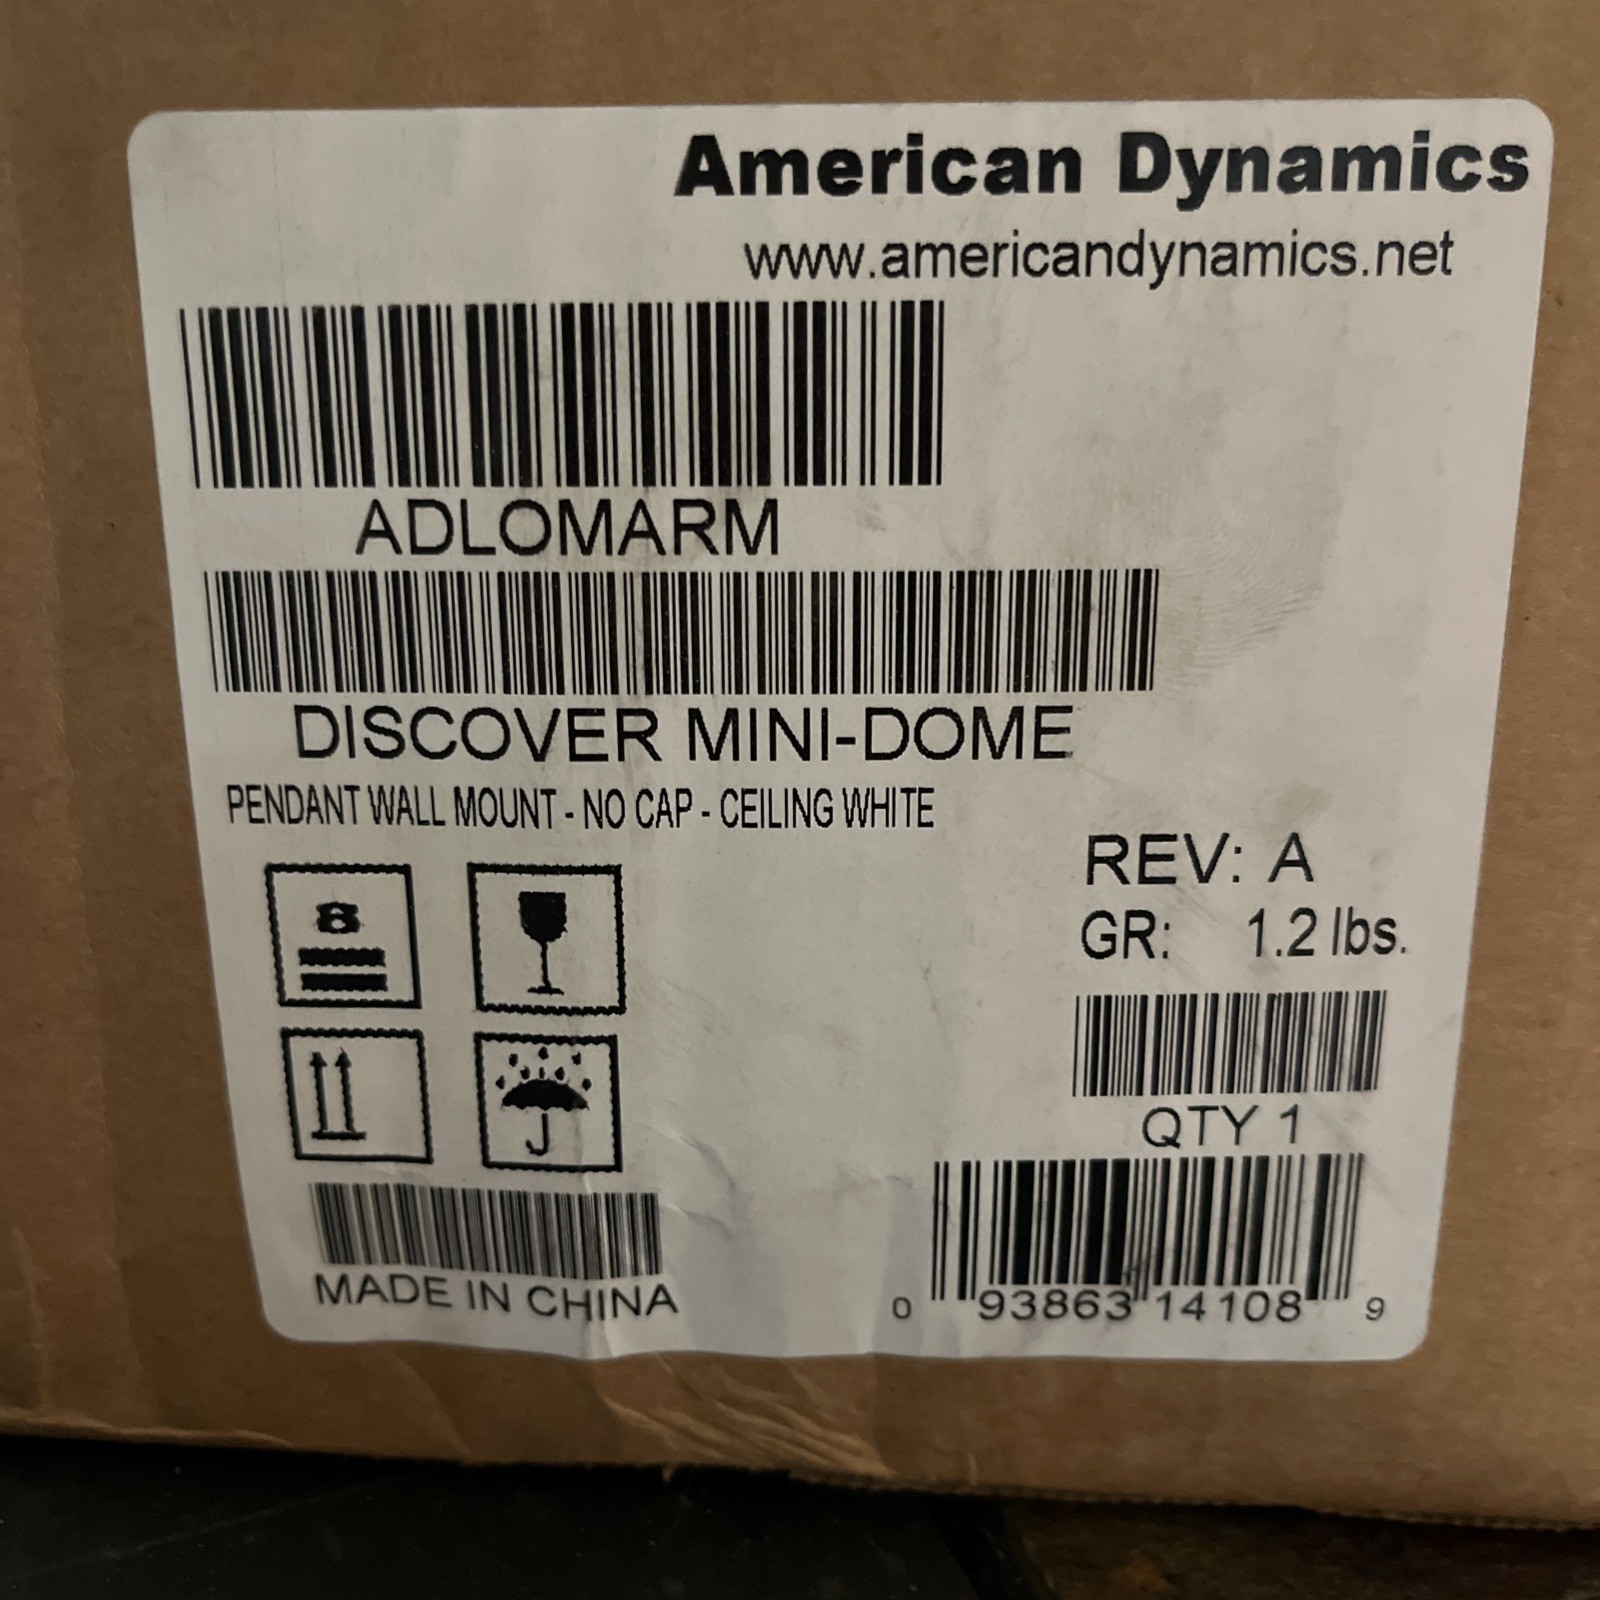 American Dynamics
www.americandynamics.net
ADLOMARM
DISCOVER MINI-DOME
PENDANT WALL MOUNT - NO CAP - CEILING WHITE
REV: A
GR: 1.2 lbs.
8
QTY 1
MADE IN CHINA
0 93863 14108 9